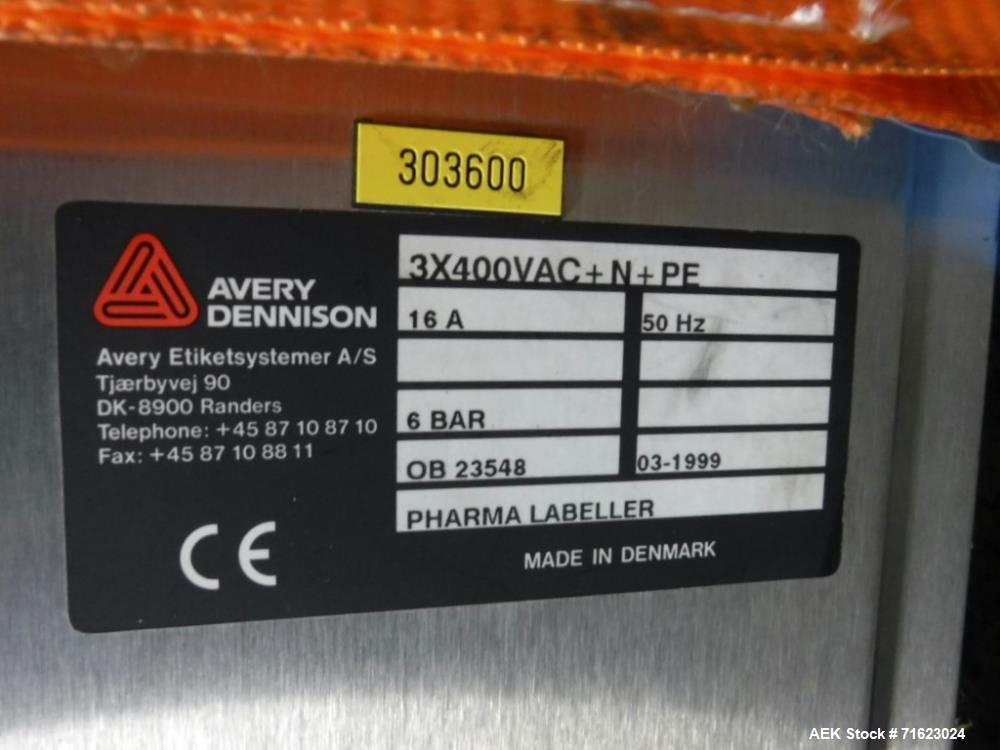 303600
AVERY
DENNISON
Avery Etiketsystemer A/S
Tjærbyvej 90
DK-8900 Randers
Telephone: +45 87 10 87 10
Fax: +45 87 10 88 11
CE
3X400VAC+N+PE
16 A
50 Hz
6 BAR
OB 23548
03-1999
PHARMA LABELLER
MADE IN DENMARK
AEK Stock #71623024